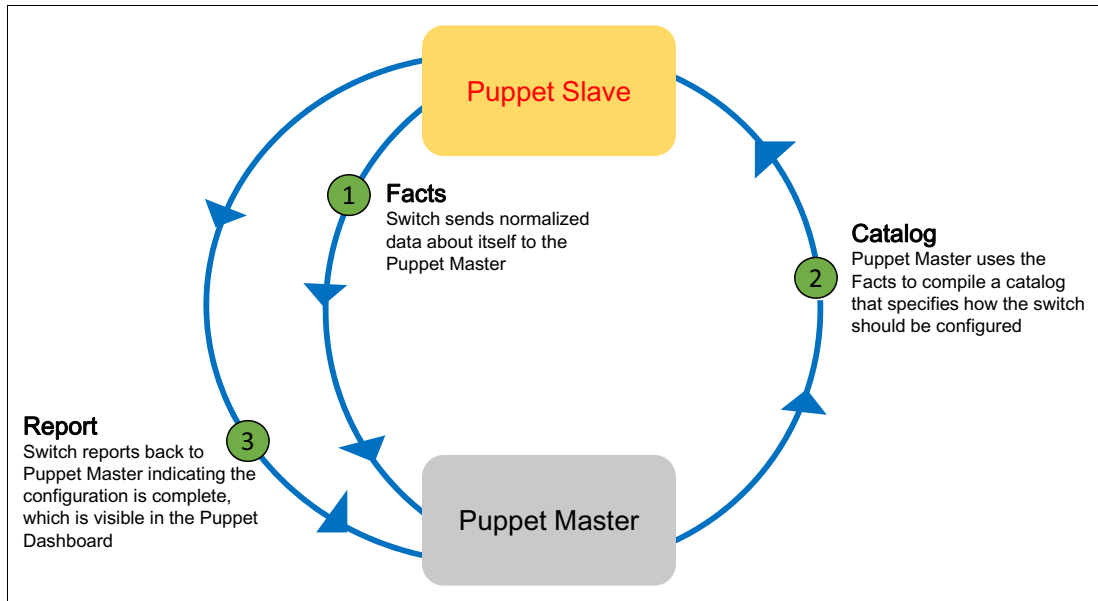 Puppet Slave
1
Facts
Switch sends normalized
data about itself to the
Puppet Master
Catalog
2
Puppet Master uses the
Facts to compile a catalog
that specifies how the switch
should be configured
Report
3
Switch reports back to
Puppet Master indicating the
configuration is complete,
which is visible in the Puppet
Dashboard
Puppet Master